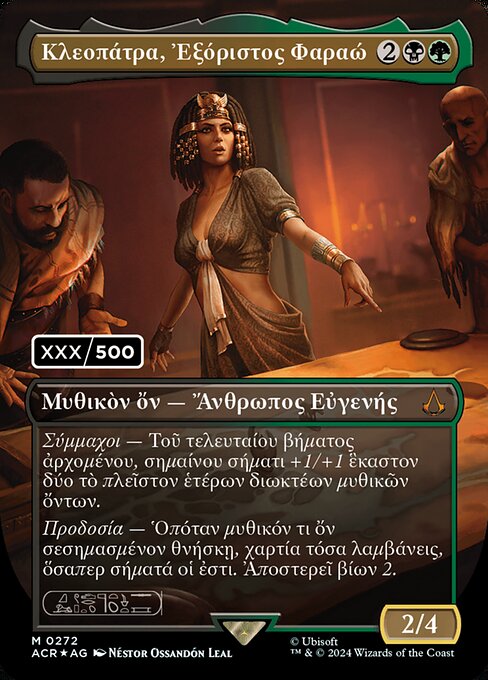 Κλεοπάτρα, Ἐξόριστος Φαραώ 2
XXX/500
Μυθικὸν ὄν — Ἄνθρωπος Εὐγενής
Σύμμαχοι — Τοῦ τελευταίου βήματος
ἀρχομένου, σημαίνου σήματι +1/+1 ἕκαστον
δύο τὸ πλεῖστον ἑτέρων διωκτέων μυθικῶν
ὄντων.
Προδοσία — Ὁπόταν μυθικόν τι ὂν
σεσημασμένον θνήσκῃ, χαρτία τόσα λαμβάνεις,
ὅσαπερ σήματά οἱ ἐστι. Ἀποστερεῖ βίων 2.
2/4
M 0272
ACR★AG Néstor Ossandón Leal
© Ubisoft
™ & © 2024 Wizards of the Coast